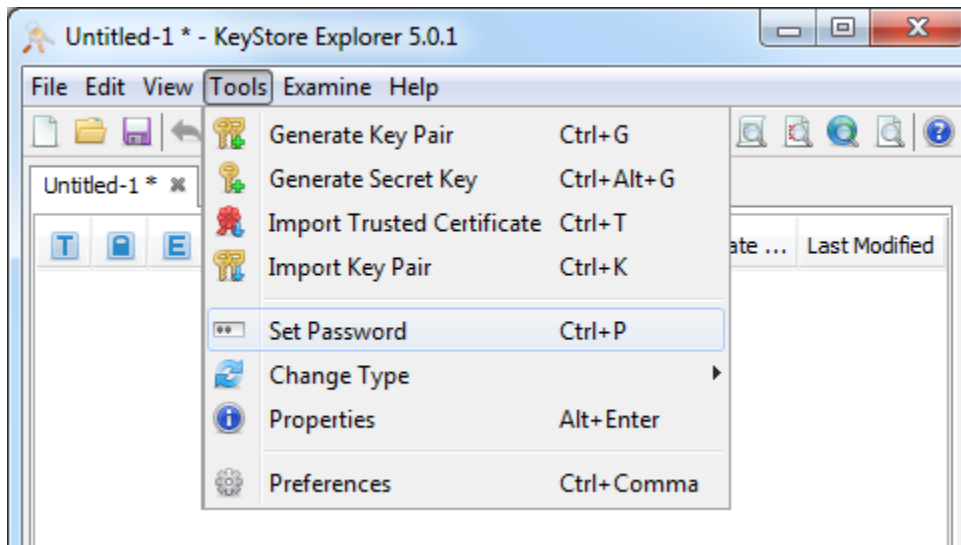 Untitled-1 * - KeyStore Explorer 5.0.1
File Edit View Tools Examine Help
Generate Key Pair Ctrl+G
Untitled-1 *
Generate Secret Key Ctrl+Alt+G
Import Trusted Certificate Ctrl+T
T E ate ... Last Modified
Import Key Pair Ctrl+K
Set Password Ctrl+P
Change Type
Properties Alt+Enter
Preferences Ctrl+Comma